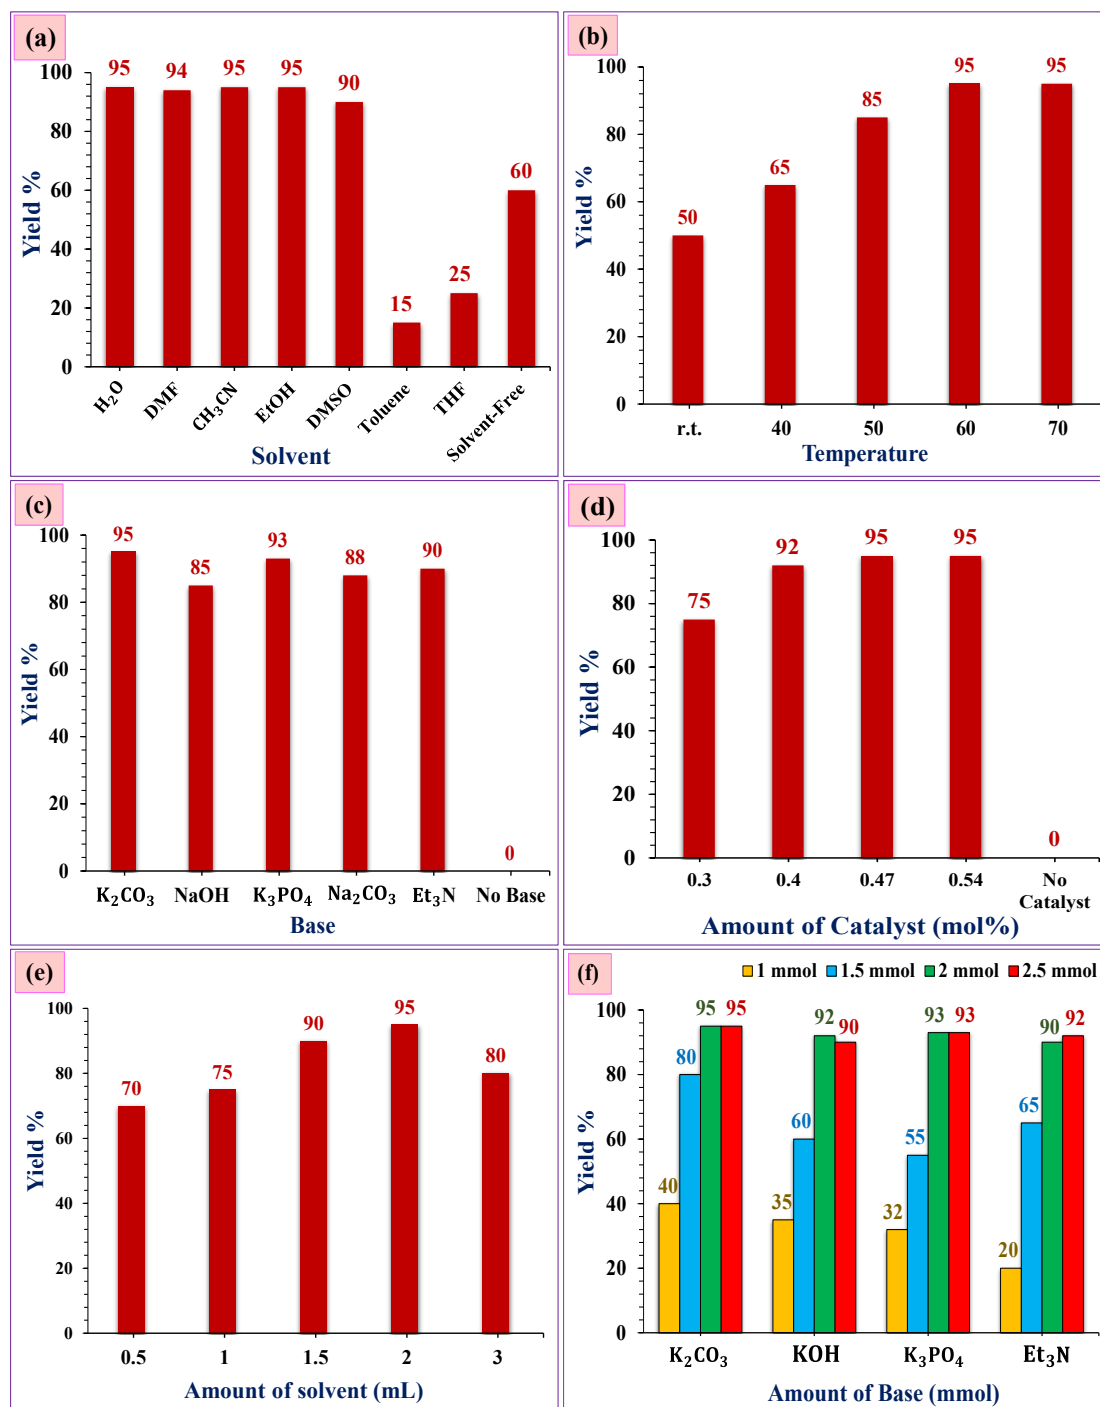 (a)
95 94 95 95 90 15 25 60
100
80
60
40
20
0
Yield %
H₂O DMF CH₃CN EtOH DMSO Toluene THF Solvent-Free
Solvent
(b)
50 65 85 95 95
100
80
60
40
20
0
Yield %
r.t. 40 50 60 70
Temperature
(c)
95 85 93 88 90 0
100
80
60
40
20
0
Yield %
K₂CO₃ NaOH K₃PO₄ Na₂CO₃ Et₃N No Base
Base
(d)
75 92 95 95 0
100
80
60
40
20
0
Yield %
0.3 0.4 0.47 0.54 No
Catalyst
Amount of Catalyst (mol%)
(e)
70 75 90 95 80
100
80
60
40
20
0
Yield %
0.5 1 1.5 2 3
Amount of solvent (mL)
(f)
1 mmol 1.5 mmol 2 mmol 2.5 mmol
40 80 95 95 35 60 92 90 32 55 93 93 20 65 90 92
100
80
60
40
20
0
Yield %
K₂CO₃ KOH K₃PO₄ Et₃N
Amount of Base (mmol)